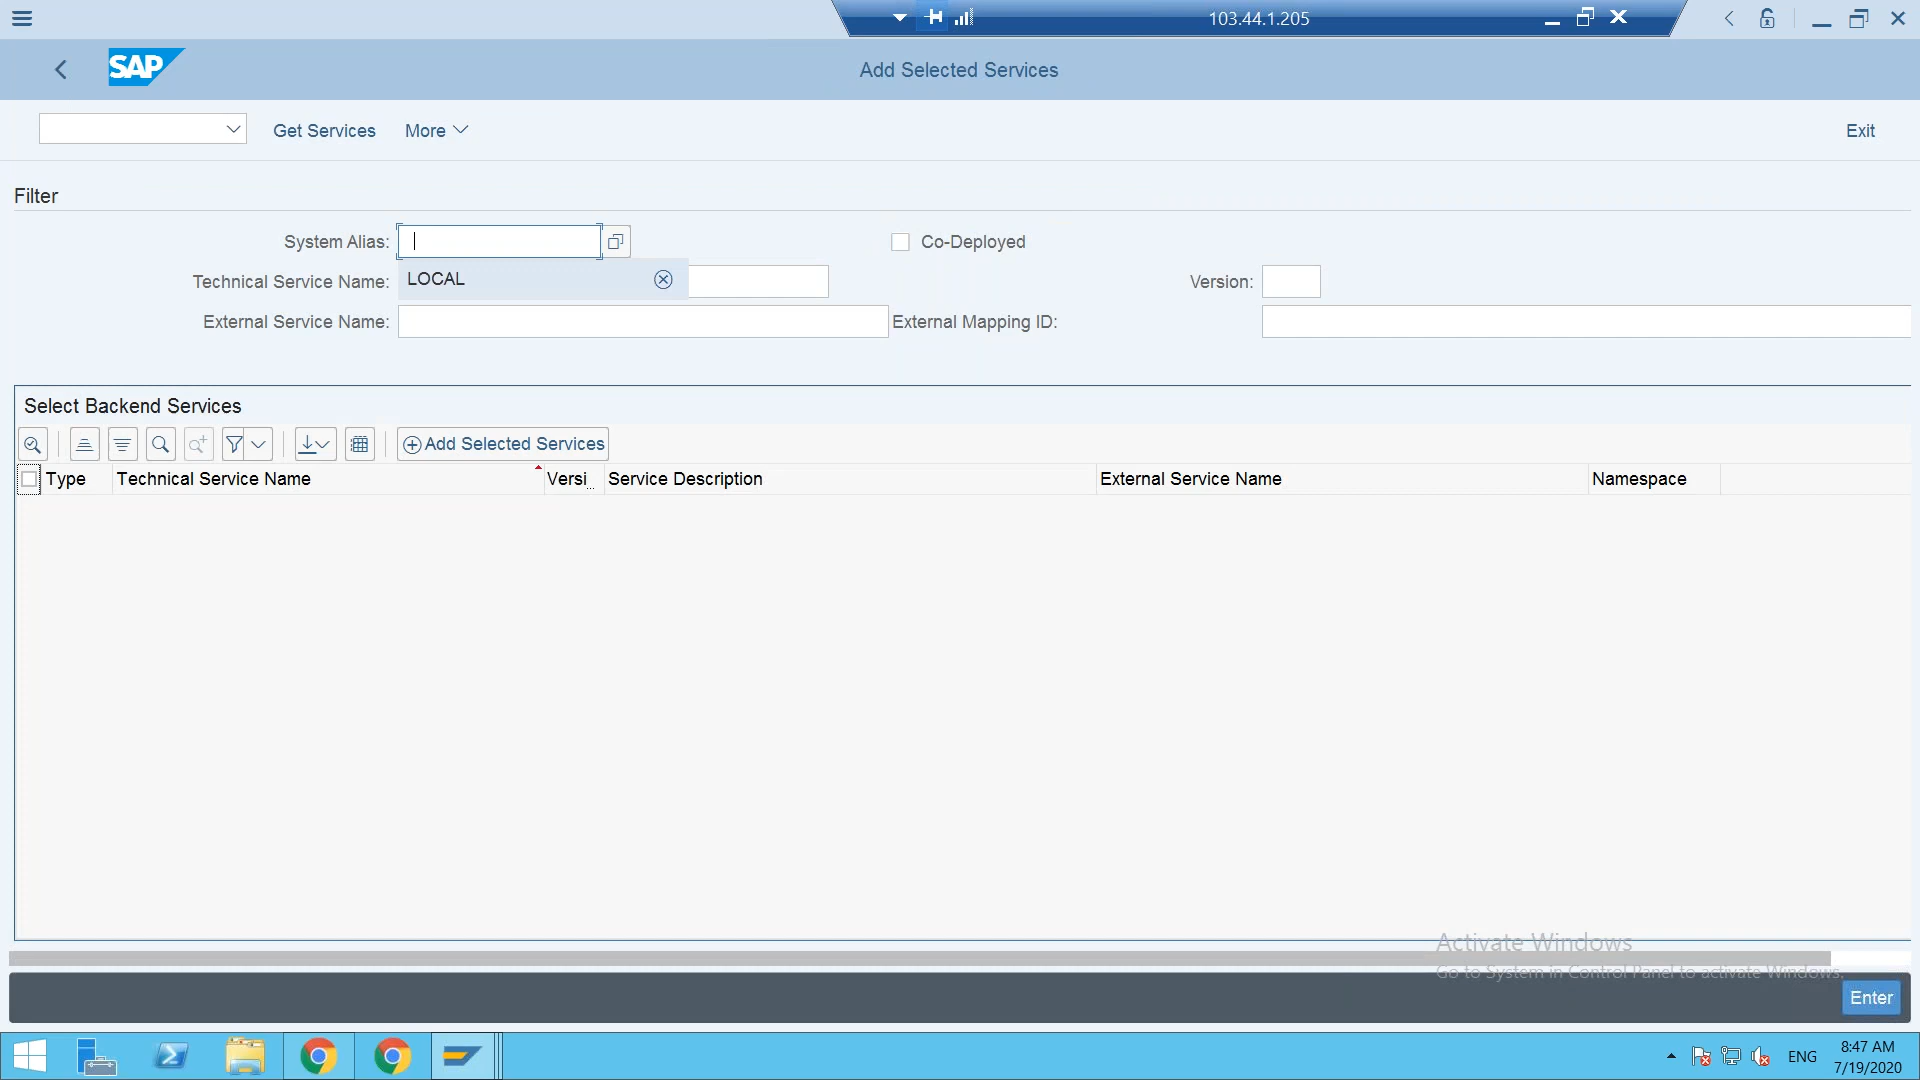 103.44.1.205
SAP
Add Selected Services
Get Services
More
Exit
Filter
System Alias:
Co-Deployed
LOCAL
Technical Service Name:
Version:
External Service Name:
External Mapping ID:
Select Backend Services
Add Selected Services
Type
Technical Service Name
Versi..
Service Description
External Service Name
Namespace
Activate Windows
Go to System in Control Panel to activate Windows.
Enter
ENG
8:47 AM
7/19/2020